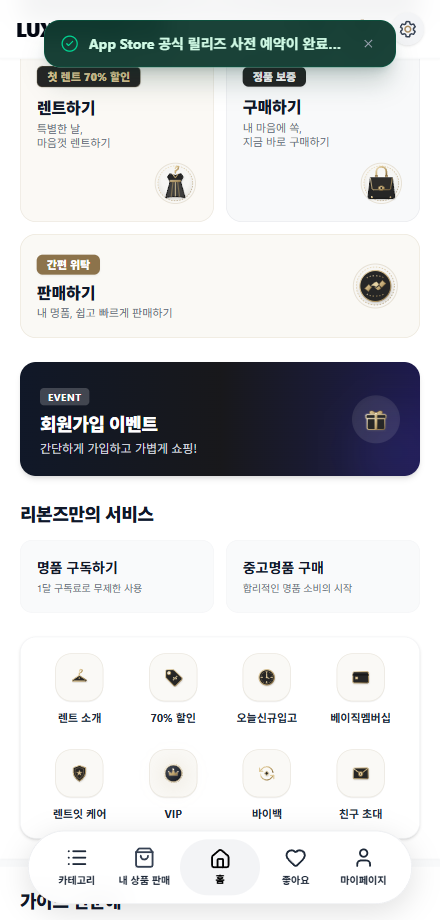 App Store 공식 릴리즈 사전 예약이 완료...
첫 렌트 70% 할인
렌트하기
특별한 날,
마음껏 렌트하기
정품 보증
구매하기
내 마음에 쏙,
지금 바로 구매하기
간편 위탁
판매하기
내 명품, 쉽고 빠르게 판매하기
EVENT
회원가입 이벤트
간단하게 가입하고 가볍게 쇼핑!
리본즈만의 서비스
명품 구독하기
1달 구독료로 무제한 사용
중고명품 구매
합리적인 명품 소비의 시작
렌트 소개
70% 할인
오늘신규입고
베이직멤버십
렌트잇 케어
VIP
바이백
친구 초대
카테고리
내 상품 판매
홈
좋아요
마이페이지